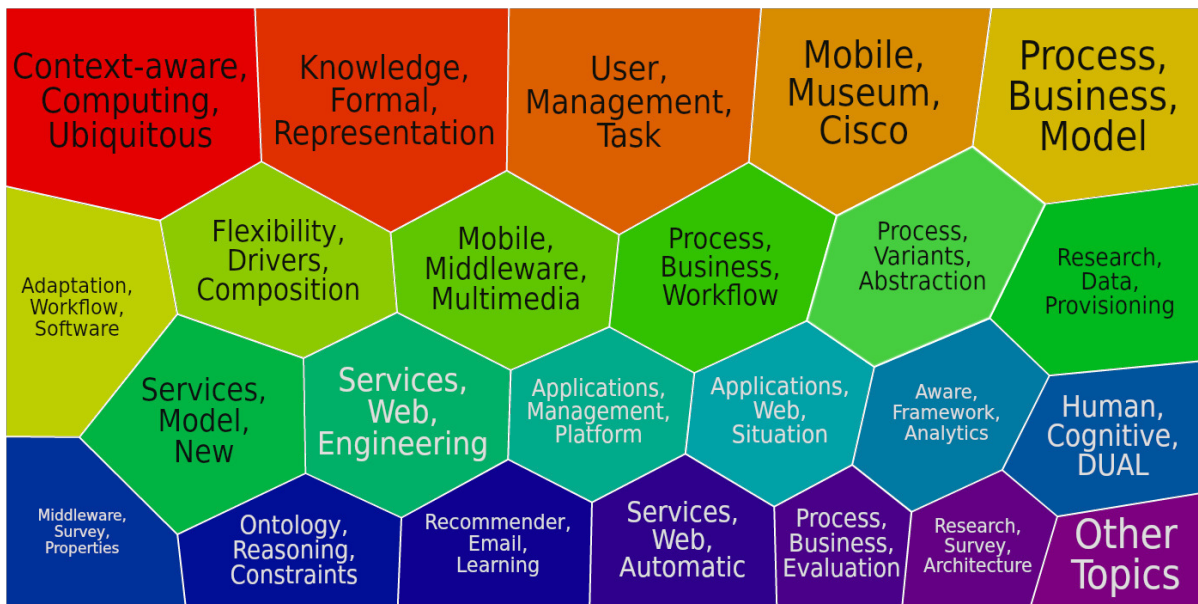 Context-aware,
Computing,
Ubiquitous
Knowledge,
Formal,
Representation
User,
Management,
Task
Mobile,
Museum,
Cisco
Process,
Business,
Model
Adaptation,
Workflow,
Software
Flexibility,
Drivers,
Composition
Mobile,
Middleware,
Multimedia
Process,
Business,
Workflow
Process,
Variants,
Abstraction
Research,
Data,
Provisioning
Services,
Model,
New
Services,
Web,
Engineering
Applications,
Management,
Platform
Applications,
Web,
Situation
Aware,
Framework,
Analytics
Human,
Cognitive,
DUAL
Middleware,
Survey,
Properties
Ontology,
Reasoning,
Constraints
Recommender,
Email,
Learning
Services,
Web,
Automatic
Process,
Business,
Evaluation
Research,
Survey,
Architecture
Other
Topics